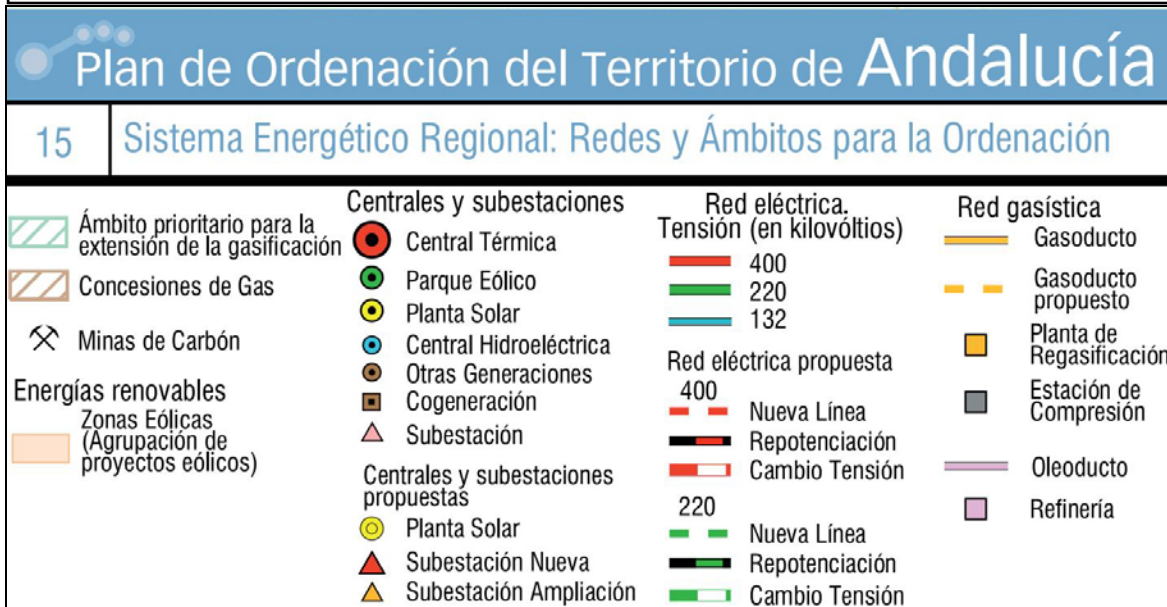 Plan de Ordenación del Territorio de Andalucía
15
Sistema Energético Regional: Redes y Ámbitos para la Ordenación
Ámbito prioritario para la
extensión de la gasificación
Concesiones de Gas
Minas de Carbón
Energías renovables
Zonas Eólicas
(Agrupación de
proyectos eólicos)
Centrales y subestaciones
Central Térmica
Parque Eólico
Planta Solar
Central Hidroeléctrica
Otras Generaciones
Cogeneración
Subestación
Centrales y subestaciones
propuestas
Planta Solar
Subestación Nueva
Subestación Ampliación
Red eléctrica.
Tensión (en kilovóltios)
400
220
132
Red eléctrica propuesta
400
Nueva Línea
Repotenciación
Cambio Tensión
220
Nueva Línea
Repotenciación
Cambio Tensión
Red gasística
Gasoducto
Gasoducto
propuesto
Planta de
Regasificación
Estación de
Compresión
Oleoducto
Refinería